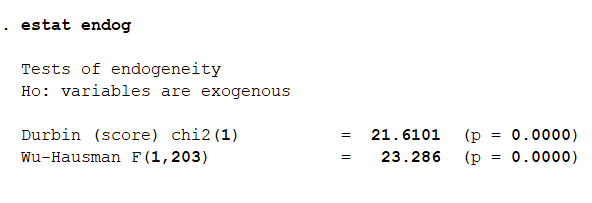 . estat endog
Tests of endogeneity
Ho: variables are exogenous
Durbin (score) chi2(1) = 21.6101 (p = 0.0000)
Wu-Hausman F(1,203) = 23.286 (p = 0.0000)